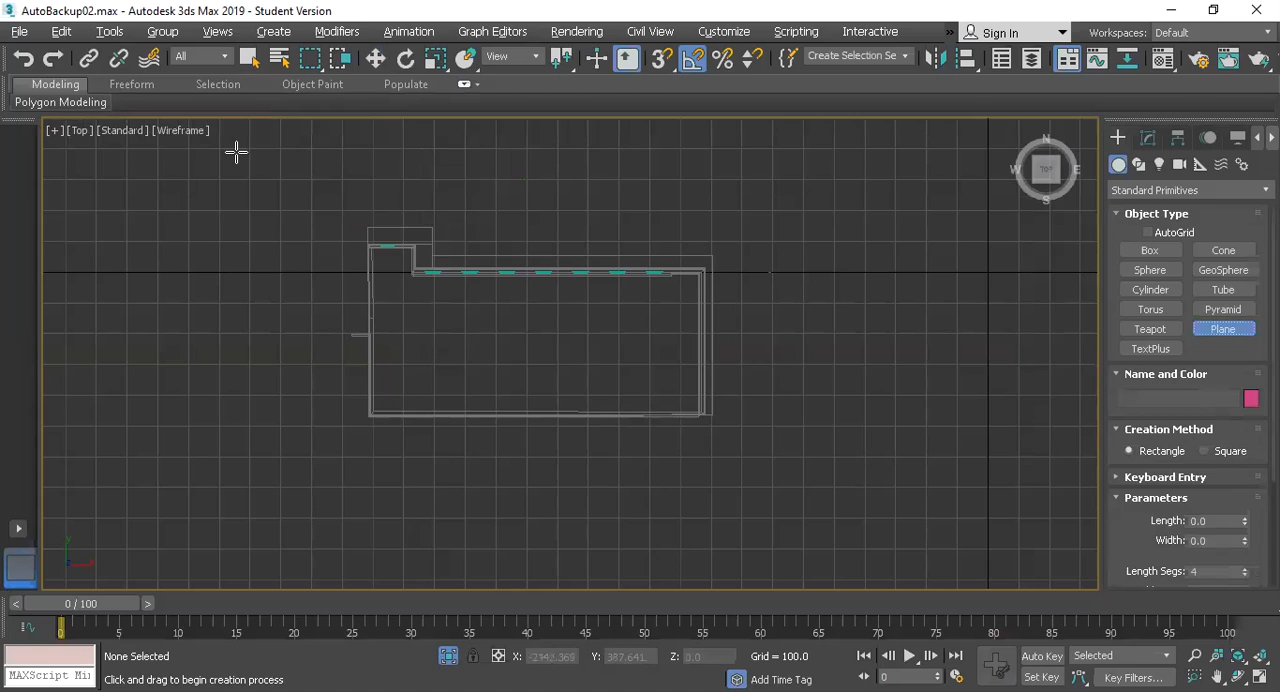 AutoBackup02.max - Autodesk 3ds Max 2019 - Student Version
File Edit Tools Group Views Create Modifiers Animation Graph Editors Rendering Civil View Customize Scripting Interactive » Sign In Workspaces: Default
All View Create Selection Se
Modeling Freeform Selection Object Paint Populate
Polygon Modeling
[+] [Top] [Standard] [Wireframe]
N
W TOP E
S
Standard Primitives
Object Type
AutoGrid
Box Cone
Sphere GeoSphere
Cylinder Tube
Torus Pyramid
Teapot Plane
TextPlus
Name and Color
Creation Method
Rectangle Square
Keyboard Entry
Parameters
Length: 0.0
Width: 0.0
Length Segs: 4
y
< 0 / 100 >
0 5 10 15 20 25 30 35 40 45 50 55 60 65 70 75 80 85 90 95 100
None Selected X: Y: 387.641 Z: 0.0 Grid = 100.0 Auto Key Selected
MAXScript Mi Click and drag to begin creation process Add Time Tag 0 Set Key Key Filters...